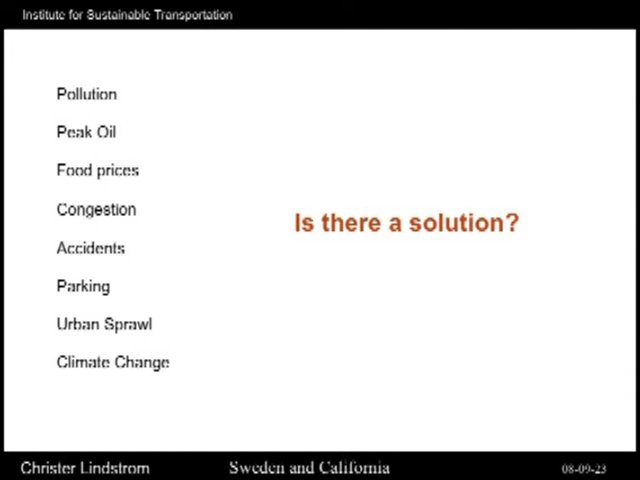 Institute for Sustainable Transportation
Pollution
Peak Oil
Food prices
Congestion
Is there a solution?
Accidents
Parking
Urban Sprawl
Climate Change
Christer Lindstrom Sweden and California 08-09-23